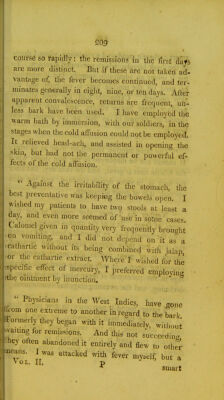 209
course so rapidly: the remissions in the first days
are more distinct. But if these are not taken ad-
vantage of, the fever becomes continued, and ter-
minates generally in eight, nine, or ten days. After
apparent convalescence, returns are frequent, un-
less bark have been used. I have employed the
warm bath by immersion, with our soldiers, in the
stages when the cold affusion could not be employed.
It relieved head-ach, and assisted in opening the
skin, but had not the permanent or powerful ef-
fects of the cold affusion.
“ Against the irritability of the stomach, the
best preventative was keeping the bowels open. I
wished my patients to have two stools at least a
day, and even more seemed of use in some cases.
Calomel given in quantity very frequently brought
on vomiting, and I did not depend on it as a
cathartic without its being combined with jalap,
or the cathartic extract. Where I wished for the
specific effect of mercury, I preferred employing
the ointment by inunction.
“ Physicians in the West Indies, have gone
from one extreme to another in regard to the bark.
Formerly they began with it immediately, without
waiting for remissions. And this not succeeding,
they often abandoned it entirely and flew to other
means. I was attacked with fever myself, but a
Vol. II. P smart